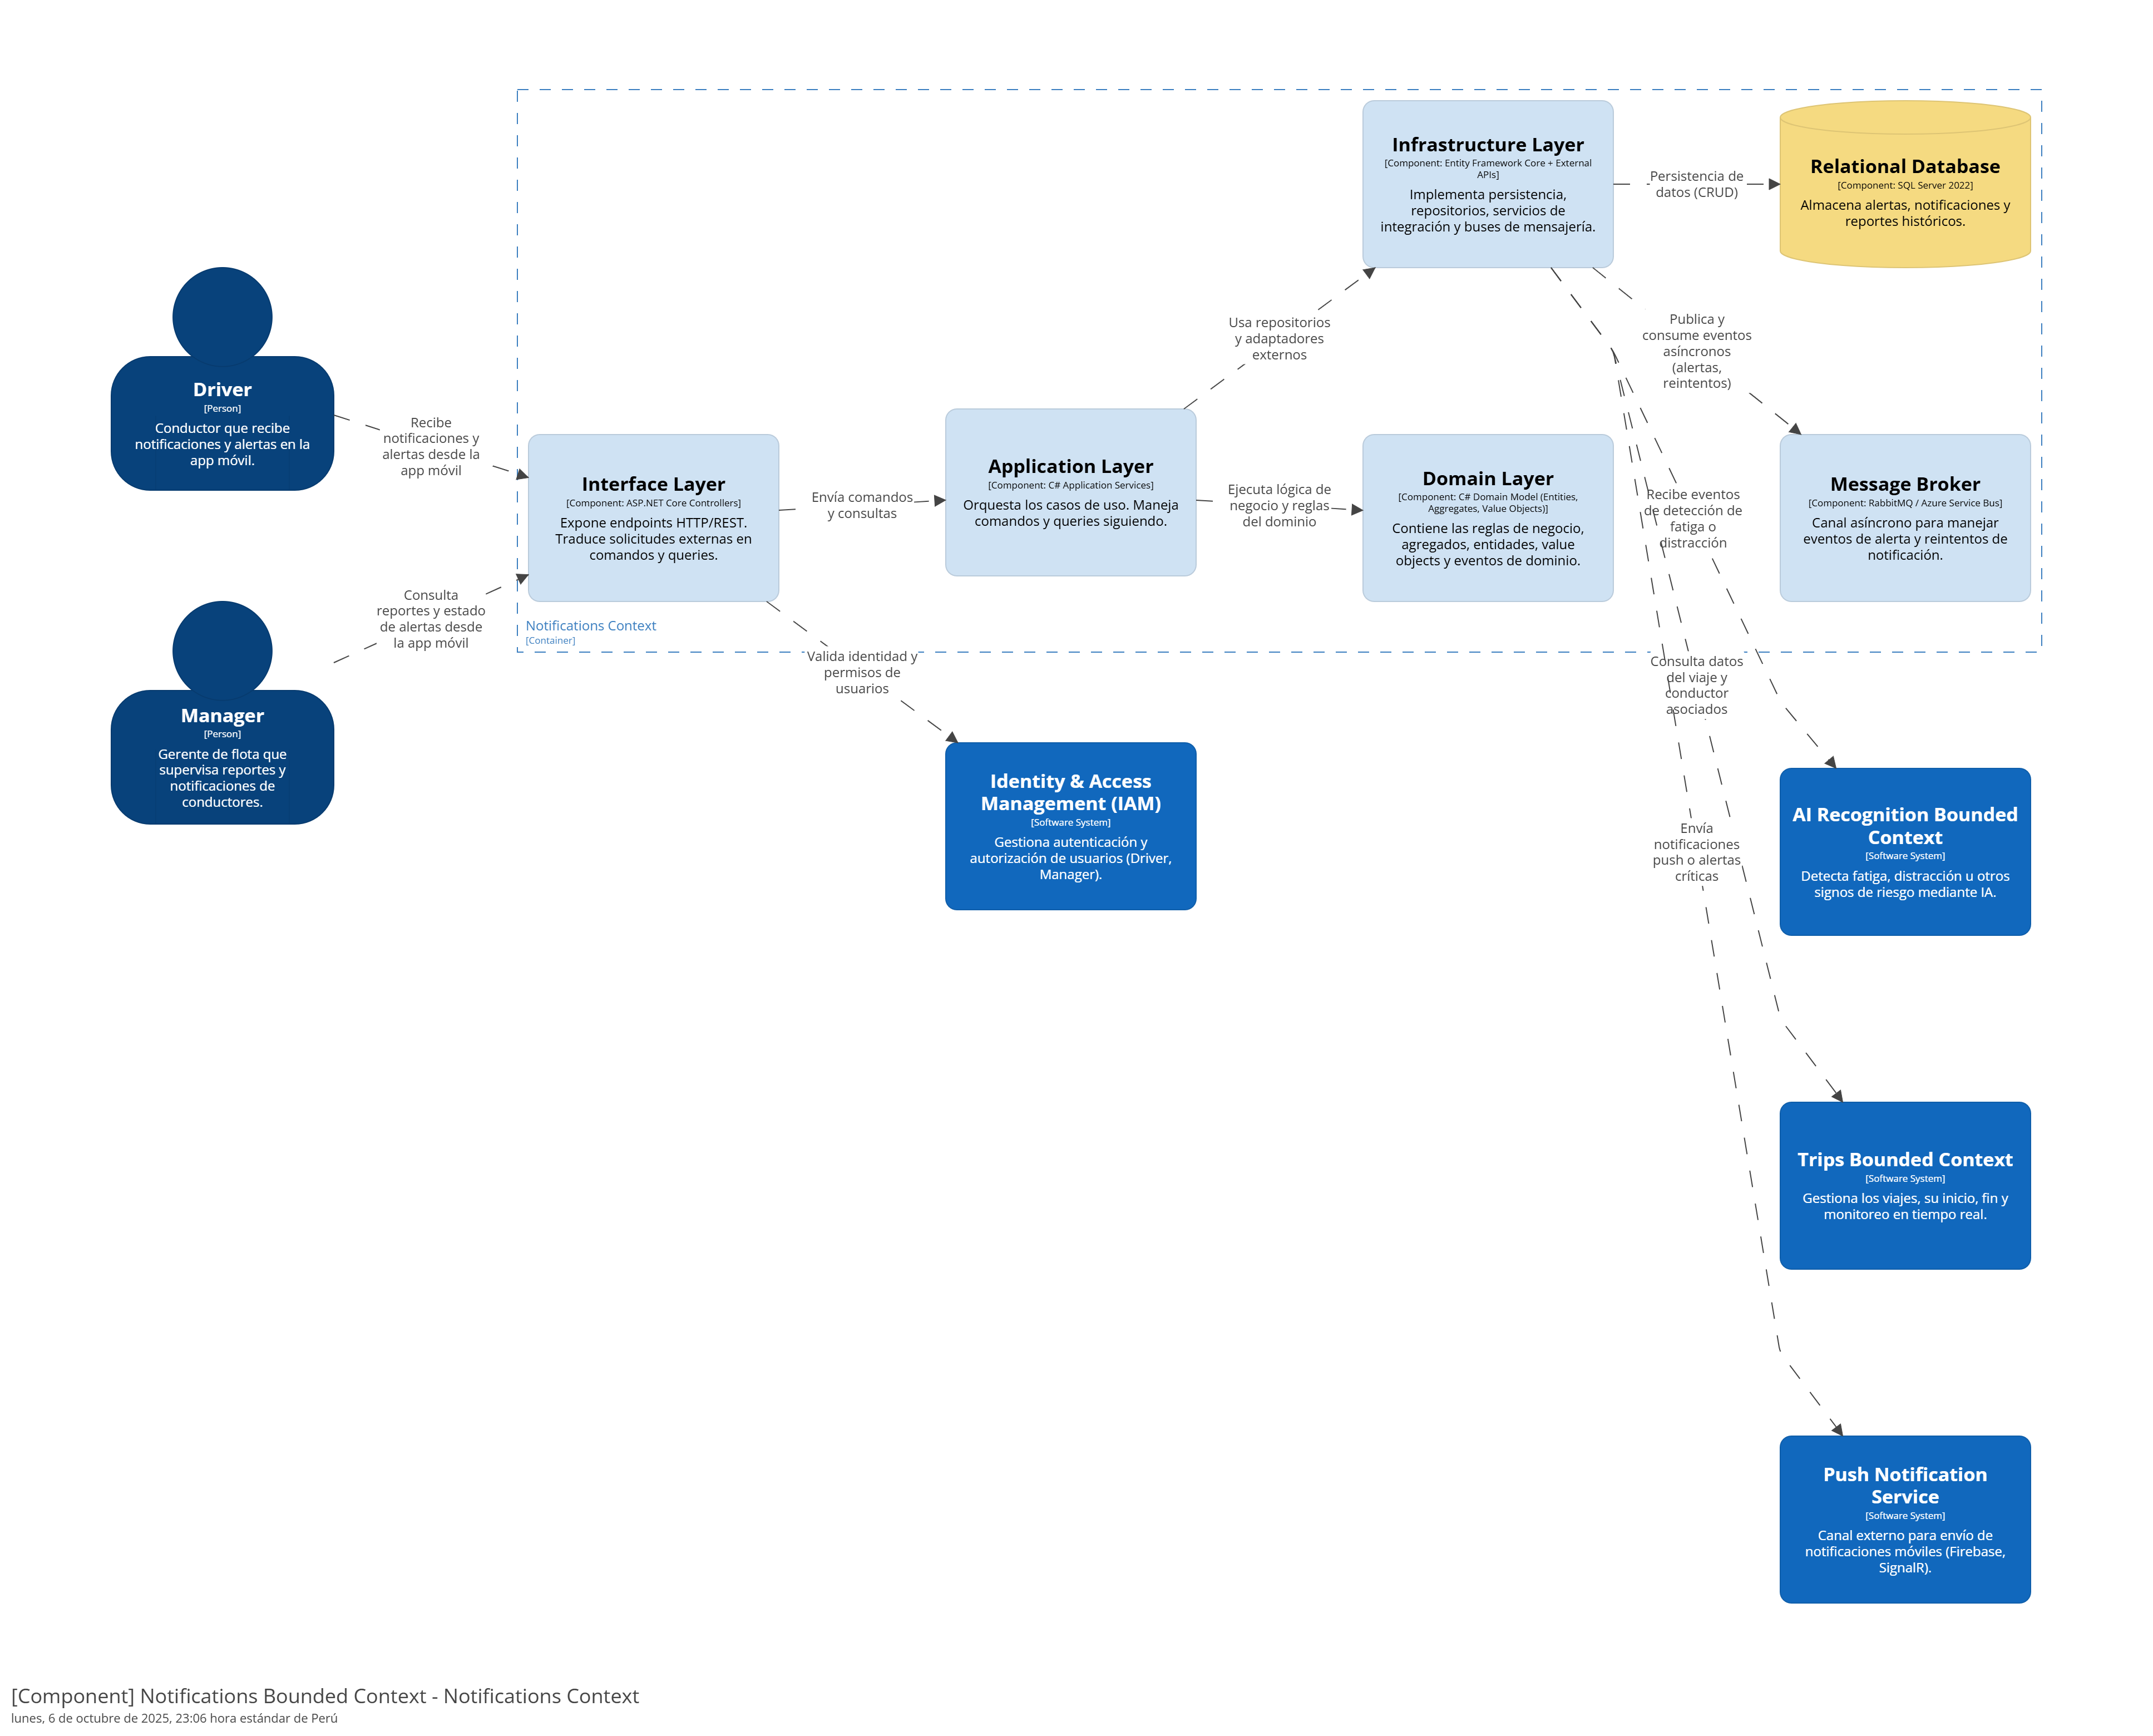 Infrastructure Layer
[Component: Entity Framework Core + External
APIs]
Implementa persistencia,
repositorios, servicios de
integración y buses de mensajería.
Persistencia de
datos (CRUD)
Relational Database
[Component: SQL Server 2022]
Almacena alertas, notificaciones y
reportes históricos.
Usa repositorios
y adaptadores
externos
Publica y
consume eventos
asíncronos
(alertas,
reintentos)
Driver
[Person]
Conductor que recibe
notificaciones y alertas en la
app móvil.
Recibe
notificaciones y
alertas desde la
app móvil
Interface Layer
[Component: ASP.NET Core Controllers]
Expone endpoints HTTP/REST.
Traduce solicitudes externas en
comandos y queries.
Envía comandos
y consultas
Application Layer
[Component: C# Application Services]
Orquesta los casos de uso. Maneja
comandos y queries siguiendo.
Ejecuta lógica de
negocio y reglas
del dominio
Domain Layer
[Component: C# Domain Model (Entities,
Aggregates, Value Objects)]
Contiene las reglas de negocio,
agregados, entidades, value
objects y eventos de dominio.
Recibe eventos
de detección de
fatiga o
distracción
Message Broker
[Component: RabbitMQ / Azure Service Bus]
Canal asíncrono para manejar
eventos de alerta y reintentos de
notificación.
Consulta
reportes y estado
de alertas desde
la app móvil
Notifications Context
[Container]
Manager
[Person]
Gerente de flota que
supervisa reportes y
notificaciones de
conductores.
Valida identidad y
permisos de
usuarios
Consulta datos
del viaje y
conductor
asociados
Identity & Access
Management (IAM)
[Software System]
Gestiona autenticación y
autorización de usuarios (Driver,
Manager).
Envía
notificaciones
push o alertas
críticas
AI Recognition Bounded
Context
[Software System]
Detecta fatiga, distracción u otros
signos de riesgo mediante IA.
Trips Bounded Context
[Software System]
Gestiona los viajes, su inicio, fin y
monitoreo en tiempo real.
Push Notification
Service
[Software System]
Canal externo para envío de
notificaciones móviles (Firebase,
SignalR).
[Component] Notifications Bounded Context - Notifications Context
lunes, 6 de octubre de 2025, 23:06 hora estándar de Perú